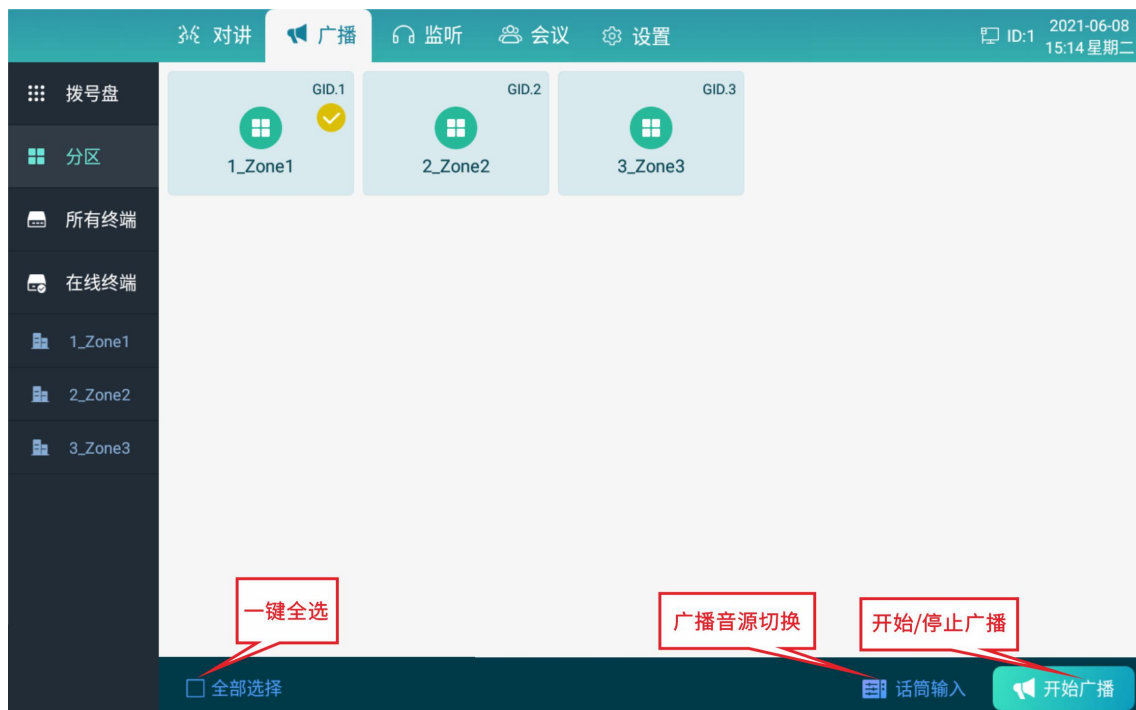 对讲 广播 监听 会议 设置 ID:1 2021-06-08
15:14 星期二
拨号盘
分区
所有终端
在线终端
1_Zone1
2_Zone2
3_Zone3
GID.1
1_Zone1
GID.2
2_Zone2
GID.3
3_Zone3
一键全选
广播音源切换
开始/停止广播
全部选择
话筒输入
开始广播